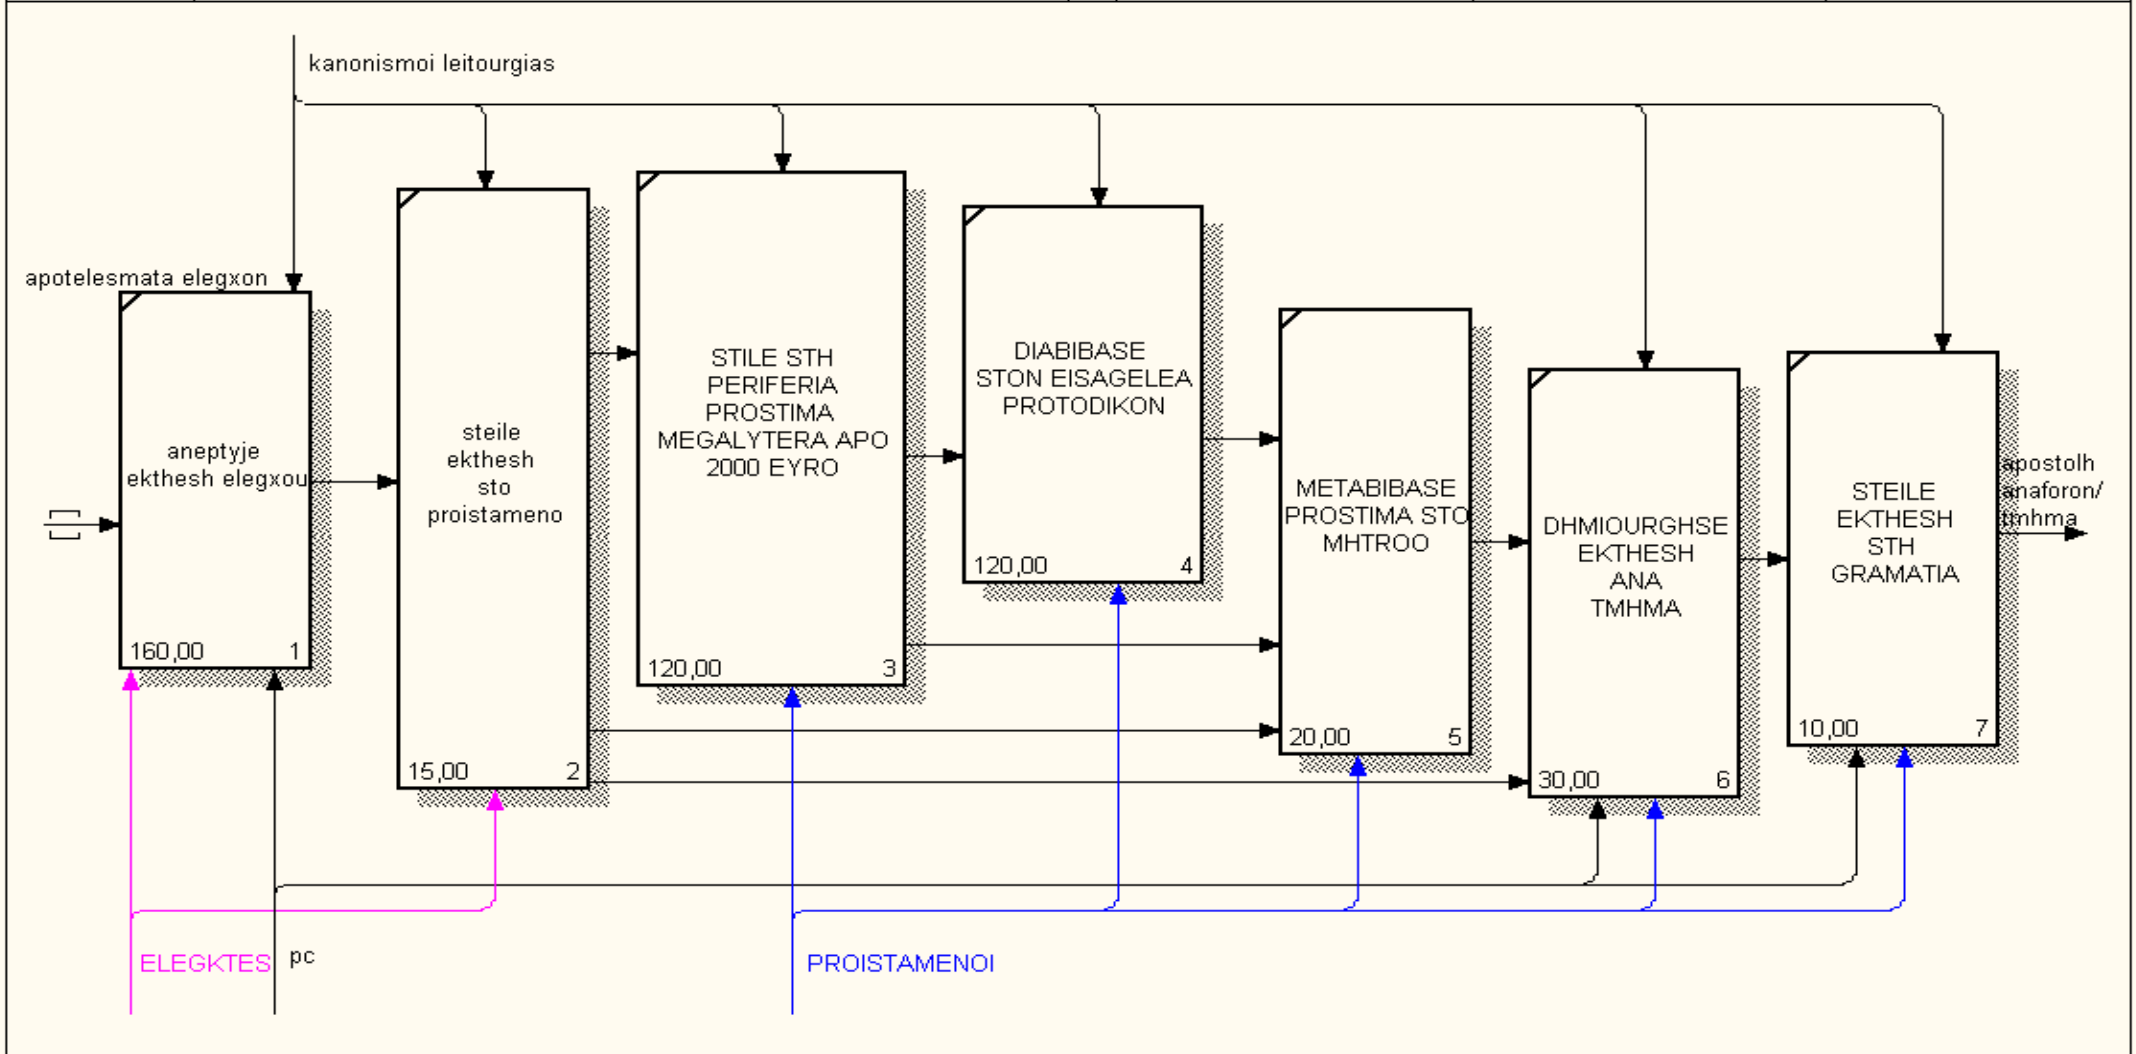 kanonismoi leitourgias
apotelesmata elegxon
aneptyje
ekthesh elegxou
160,00 1
steile
ekthesh
sto
proistameno
15,00 2
STILE STH
PERIFERIA
PROSTIMA
MEGALYTERA APO
2000 EYRO
120,00 3
DIABIBASE
STON EISAGELEA
PROTODIKON
120,00 4
METABIBASE
PROSTIMA STO
MHTROO
20,00 5
DHMIOURGHSE
EKTHESH
ANA
TMHMA
30,00 6
STEILE
EKTHESH
STH
GRAMATIA
10,00 7
apostolh
anaforon/
tmhma
ELEGKTES
pc
PROISTAMENOI